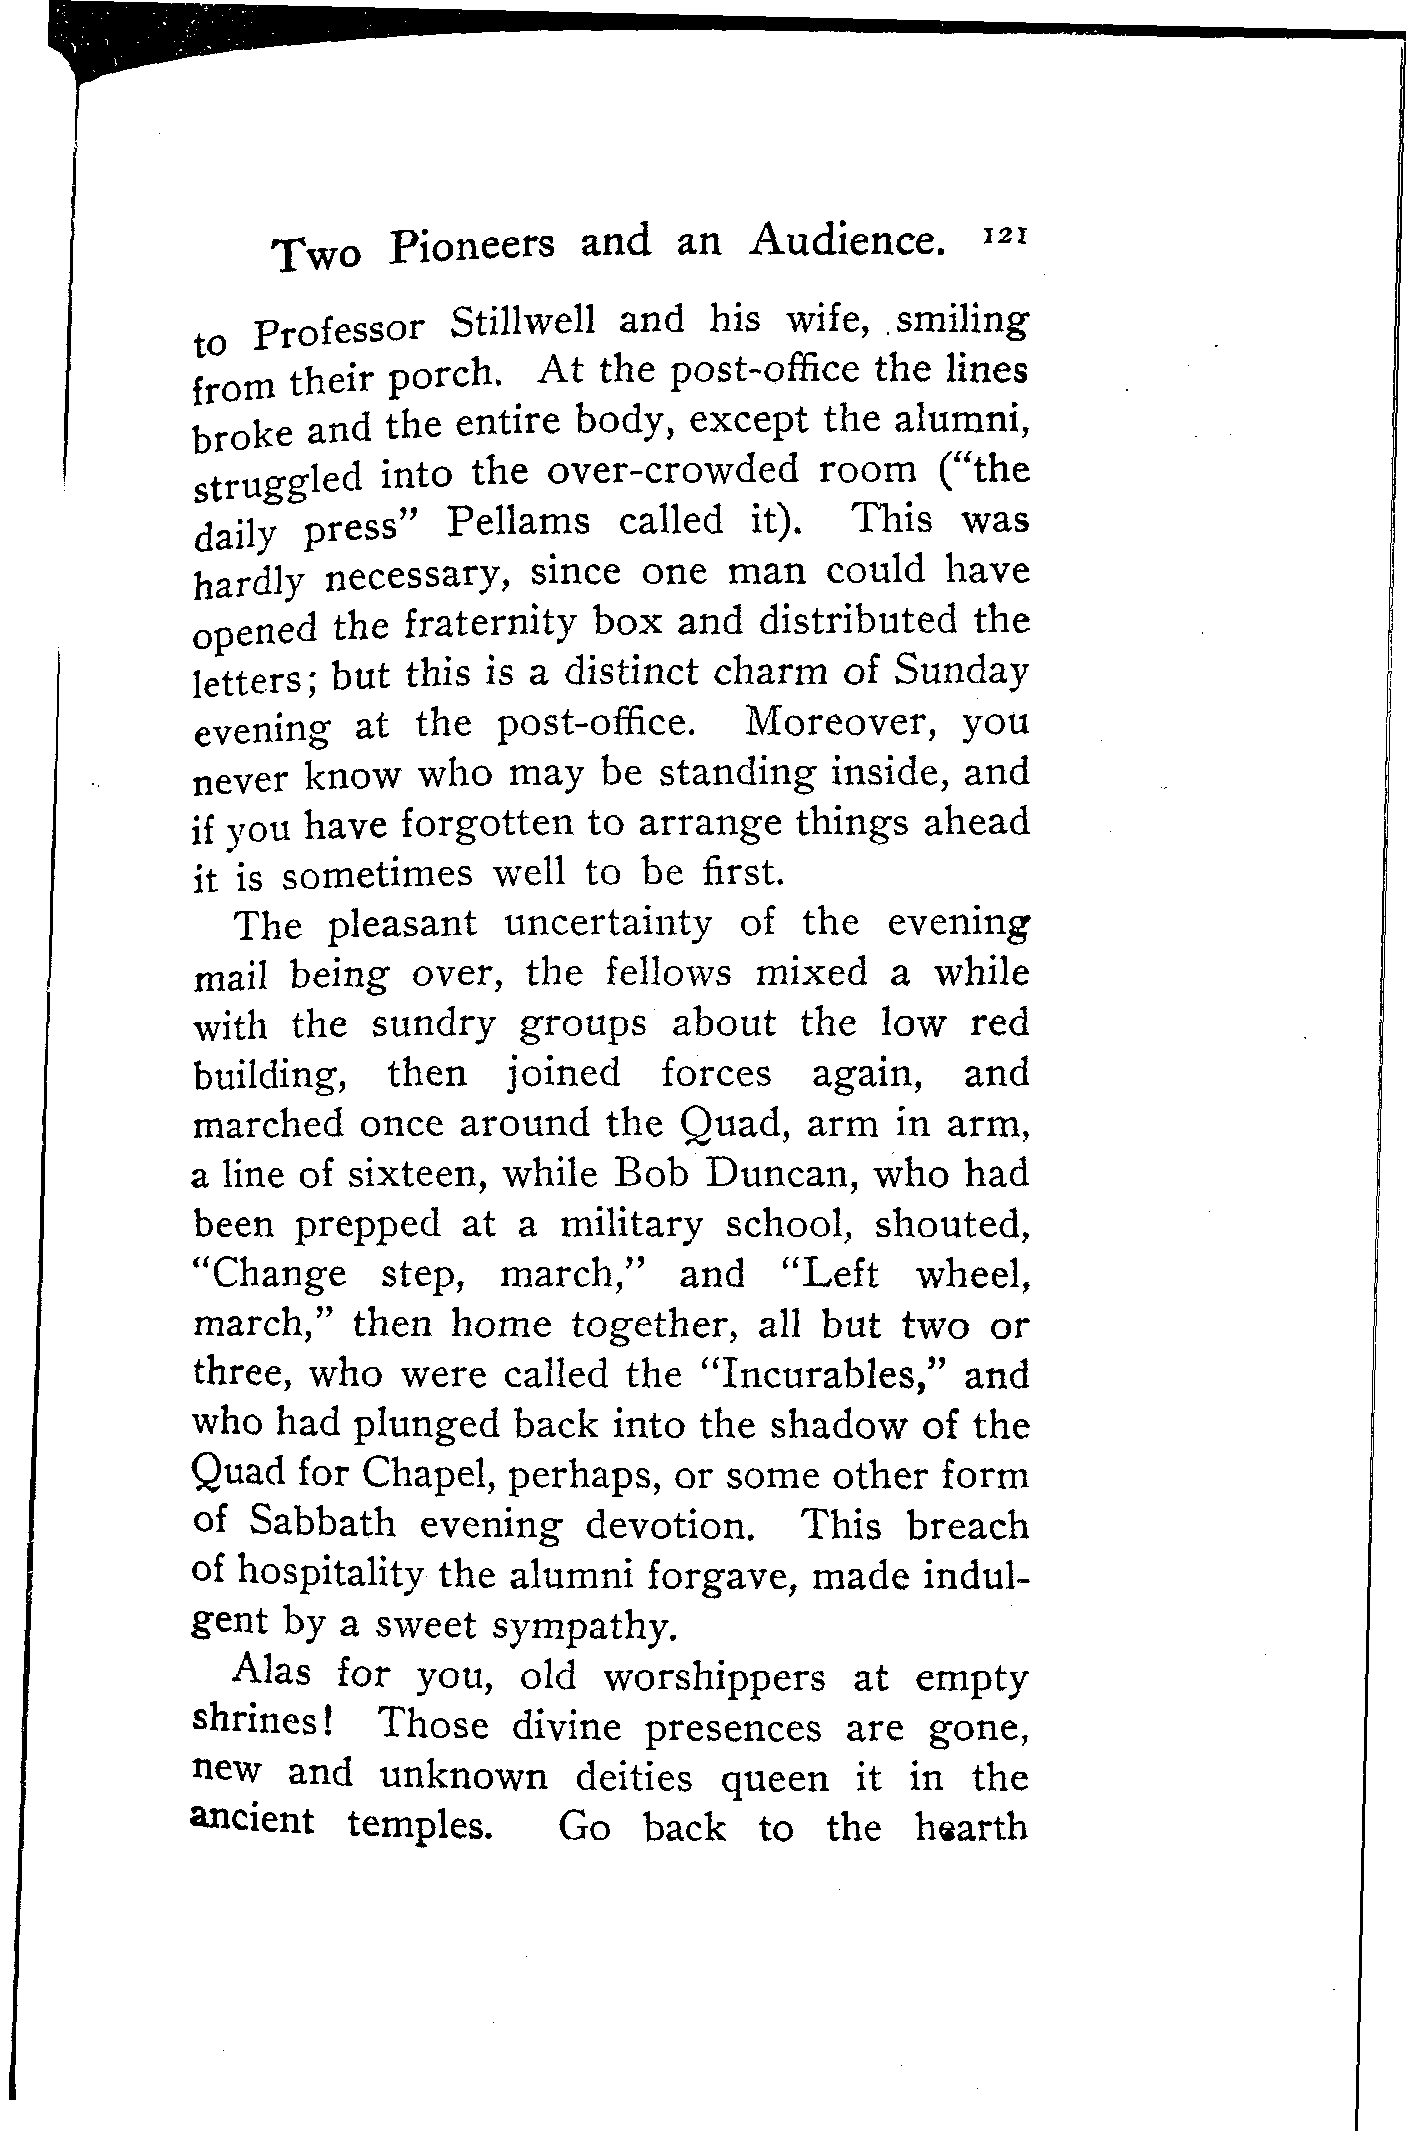 Two Pioneers and an Audience. 121
to Professor Stillwell and his wife, smiling
from their porch. At the post-office the lines
broke and the entire body, except the alumni,
struggled into the over-crowded room (“the
daily press” Pellams called it). This was
hardly necessary, since one man could have
opened the fraternity box and distributed the
letters; but this is a distinct charm of Sunday
evening at the post-office. Moreover, you
never know who may be standing inside, and
if you have forgotten to arrange things ahead
it is sometimes well to be first.
The pleasant uncertainty of the evening
mail being over, the fellows mixed a while
with the sundry groups about the low red
building, then joined forces again, and
marched once around the Quad, arm in arm,
a line of sixteen, while Bob Duncan, who had
been prepped at a military school, shouted,
“Change step, march,” and “Left wheel,
march,” then home together, all but two or
three, who were called the “Incurables,” and
who had plunged back into the shadow of the
Quad for Chapel, perhaps, or some other form
of Sabbath evening devotion. This breach
of hospitality the alumni forgave, made indul-
gent by a sweet sympathy.
Alas for you, old worshippers at empty
shrines! Those divine presences are gone,
new and unknown deities queen it in the
ancient temples. Go back to the hearth